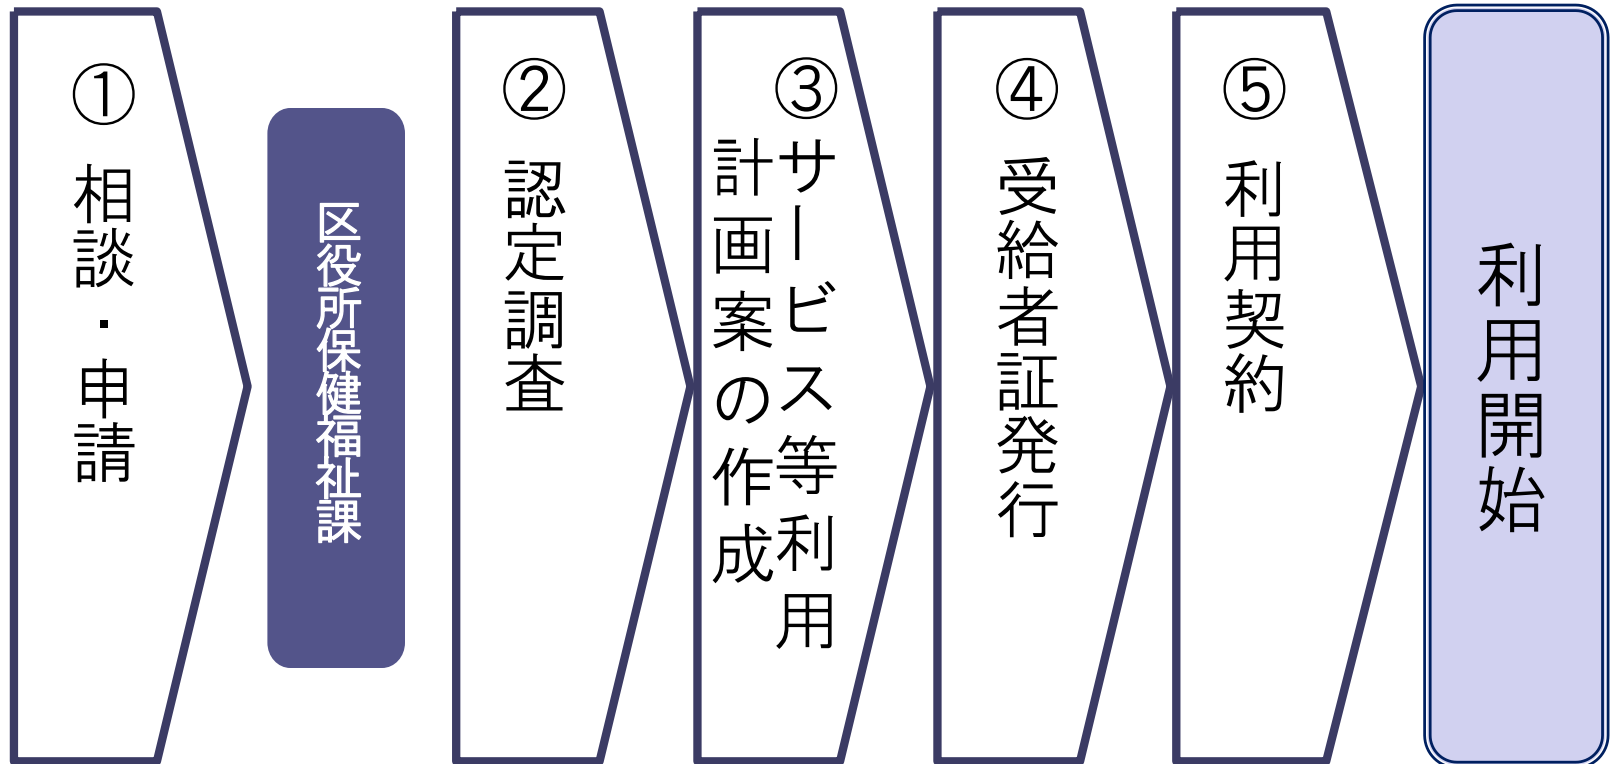 ① 相談・申請
区役所保健福祉課
② 認定調査
③サービス等利用
計画案の作成
④ 受給者証発行
⑤ 利用契約
利用開始